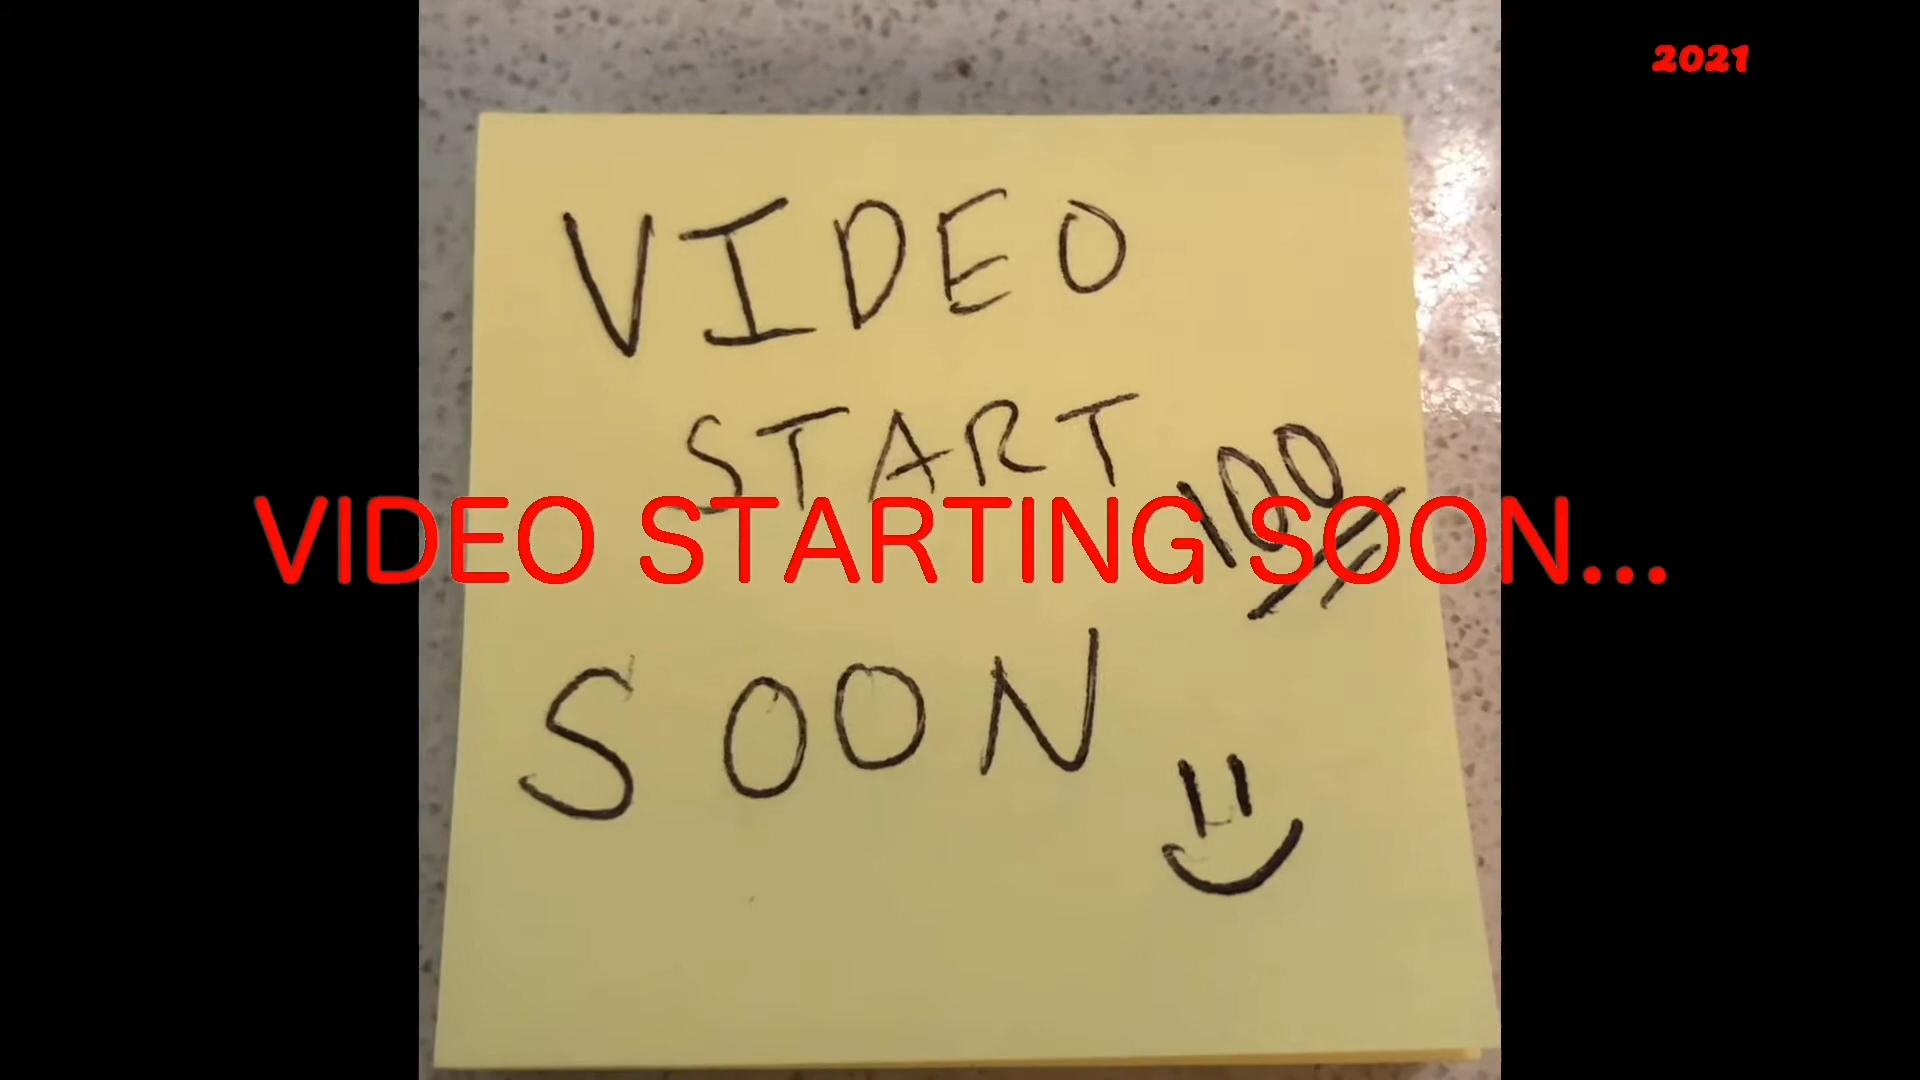 2021
VIDEO
START
100
VIDEO STARTING SOON...
SOON